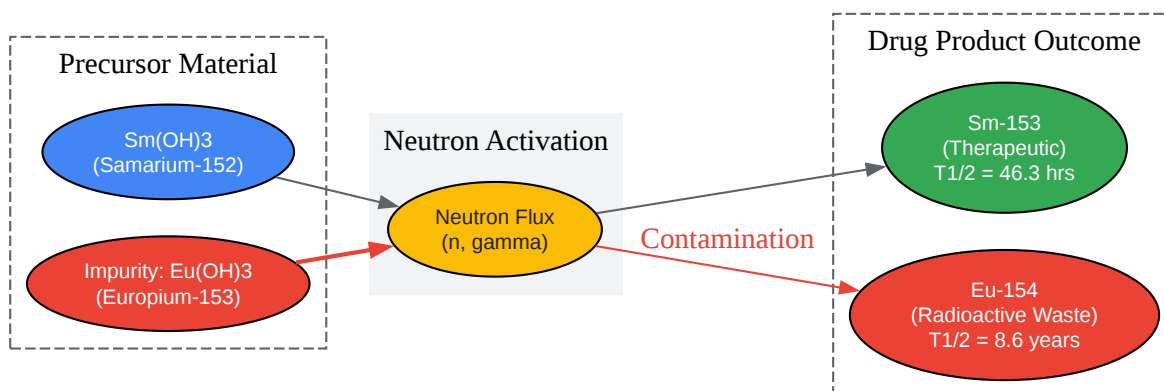 Precursor Material
Sm(OH)3
(Samarium-152)
Impurity: Eu(OH)3
(Europium-153)
Neutron Activation
Neutron Flux
(n, gamma)
Contamination
Drug Product Outcome
Sm-153
(Therapeutic)
T1/2 = 46.3 hrs
Eu-154
(Radioactive Waste)
T1/2 = 8.6 years